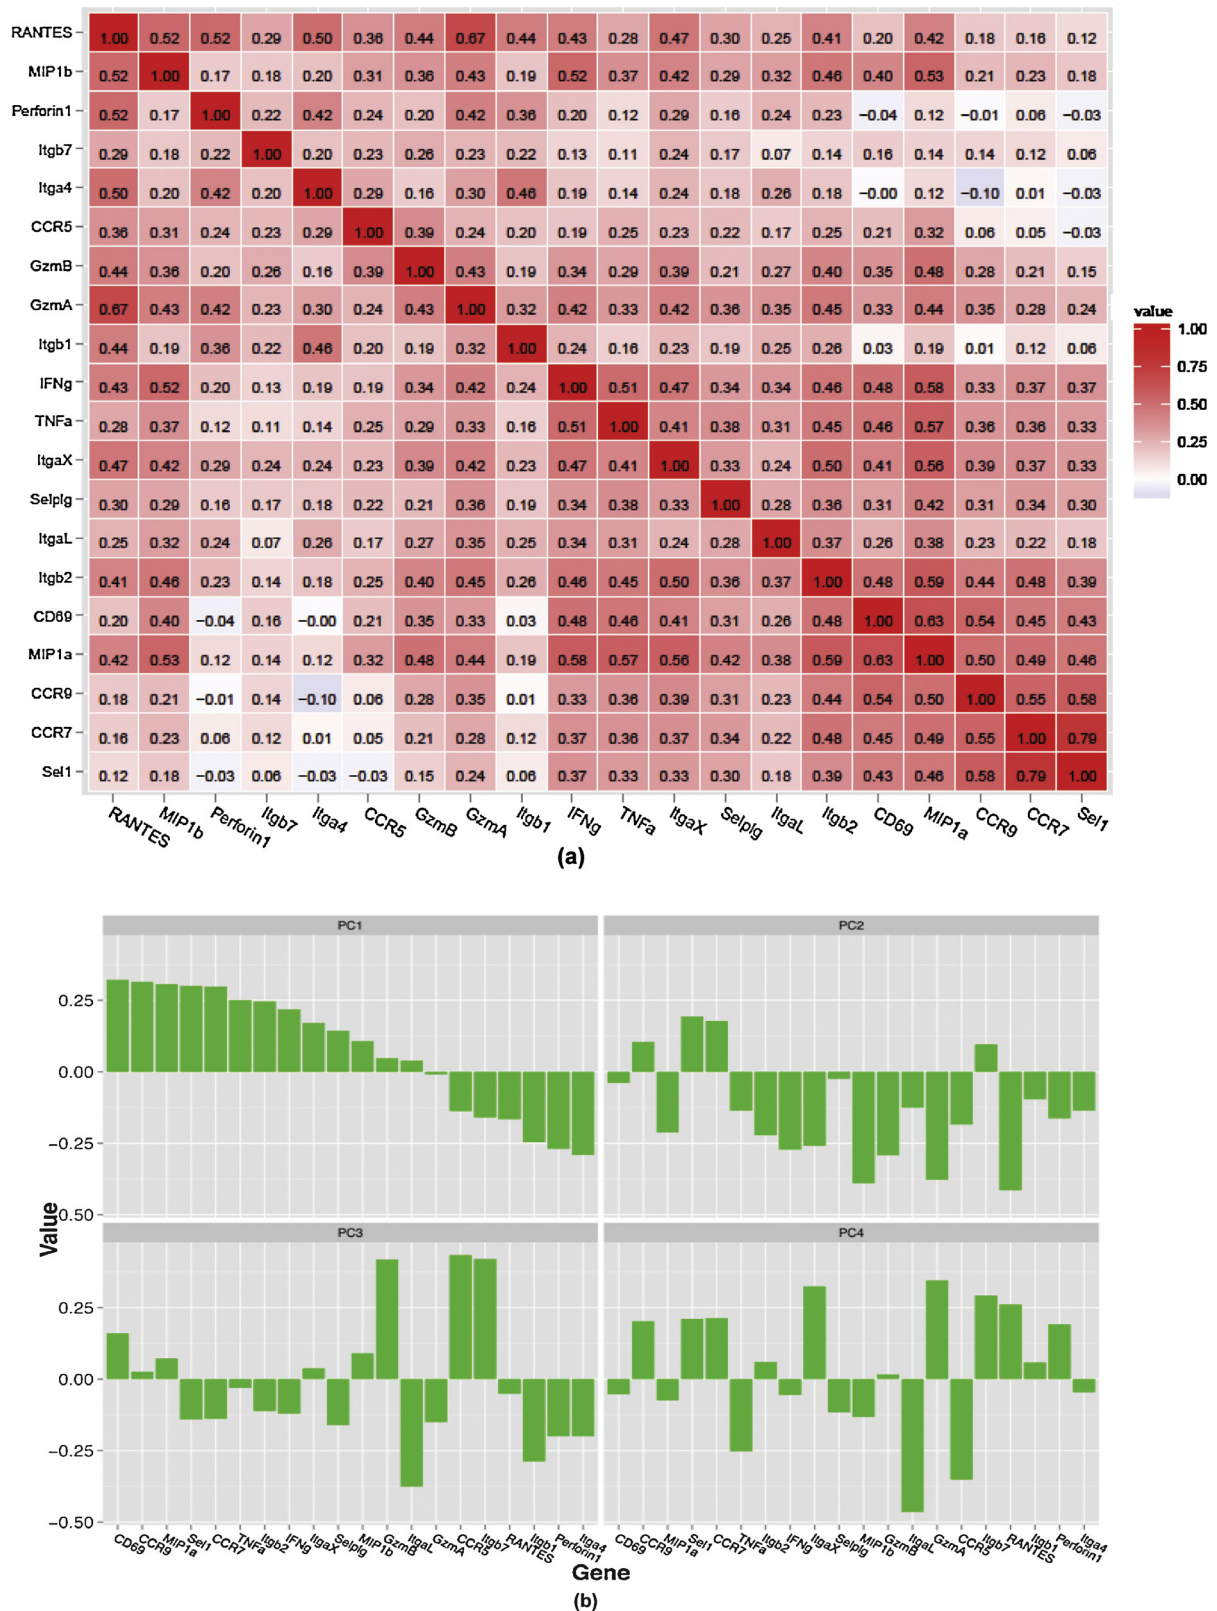 RANTES 1.00 0.52 0.52 0.29 0.50 0.36 0.44 0.67 0.44 0.43 0.28 0.47 0.30 0.25 0.41 0.20 0.42 0.18 0.16 0.12
MIP1b 0.52 1.00 0.17 0.18 0.20 0.31 0.36 0.43 0.19 0.52 0.37 0.42 0.29 0.32 0.46 0.40 0.53 0.21 0.23 0.18
Perforin1 0.52 0.17 1.00 0.22 0.42 0.24 0.20 0.42 0.36 0.20 0.12 0.29 0.16 0.24 0.23 −0.04 0.12 −0.01 0.06 −0.03
Itgb7 0.29 0.18 0.22 1.00 0.20 0.23 0.26 0.23 0.22 0.13 0.11 0.24 0.17 0.07 0.14 0.16 0.14 0.14 0.12 0.06
Itga4 0.50 0.20 0.42 0.20 1.00 0.29 0.16 0.30 0.46 0.19 0.14 0.24 0.18 0.26 0.18 −0.00 0.12 −0.10 0.01 −0.03
CCR5 0.36 0.31 0.24 0.23 0.29 1.00 0.39 0.24 0.20 0.19 0.25 0.23 0.22 0.17 0.25 0.21 0.32 0.06 0.05 −0.03
GzmB 0.44 0.36 0.20 0.26 0.16 0.39 1.00 0.43 0.19 0.34 0.29 0.39 0.21 0.27 0.40 0.35 0.48 0.28 0.21 0.15
GzmA 0.67 0.43 0.42 0.23 0.30 0.24 0.43 1.00 0.32 0.42 0.33 0.42 0.36 0.35 0.45 0.33 0.44 0.35 0.28 0.24
Itgb1 0.44 0.19 0.36 0.22 0.46 0.20 0.19 0.32 1.00 0.24 0.16 0.23 0.19 0.25 0.26 0.03 0.19 0.01 0.12 0.06
IFNg 0.43 0.52 0.20 0.13 0.19 0.19 0.34 0.42 0.24 1.00 0.51 0.47 0.34 0.34 0.46 0.48 0.58 0.33 0.37 0.37
TNFa 0.28 0.37 0.12 0.11 0.14 0.25 0.29 0.33 0.16 0.51 1.00 0.41 0.38 0.31 0.45 0.46 0.57 0.36 0.36 0.33
ItgaX 0.47 0.42 0.29 0.24 0.24 0.23 0.39 0.42 0.23 0.47 0.41 1.00 0.33 0.24 0.50 0.41 0.56 0.39 0.37 0.33
Selplg 0.30 0.29 0.16 0.17 0.18 0.22 0.21 0.36 0.19 0.34 0.38 0.33 1.00 0.28 0.36 0.31 0.42 0.31 0.34 0.30
ItgaL 0.25 0.32 0.24 0.07 0.26 0.17 0.27 0.35 0.25 0.34 0.31 0.24 0.28 1.00 0.37 0.26 0.38 0.23 0.22 0.18
Itgb2 0.41 0.46 0.23 0.14 0.18 0.25 0.40 0.45 0.26 0.46 0.45 0.50 0.36 0.37 1.00 0.48 0.59 0.44 0.48 0.39
CD69 0.20 0.40 −0.04 0.16 −0.00 0.21 0.35 0.33 0.03 0.48 0.46 0.41 0.31 0.26 0.48 1.00 0.63 0.54 0.45 0.43
MIP1a 0.42 0.53 0.12 0.14 0.12 0.32 0.48 0.44 0.19 0.58 0.57 0.56 0.42 0.38 0.59 0.63 1.00 0.50 0.49 0.46
CCR9 0.18 0.21 −0.01 0.14 −0.10 0.06 0.28 0.35 0.01 0.33 0.36 0.39 0.31 0.23 0.44 0.54 0.50 1.00 0.55 0.58
CCR7 0.16 0.23 0.06 0.12 0.01 0.05 0.21 0.28 0.12 0.37 0.36 0.37 0.34 0.22 0.48 0.45 0.49 0.55 1.00 0.79
Sel1 0.12 0.18 −0.03 0.06 −0.03 −0.03 0.15 0.24 0.06 0.37 0.33 0.33 0.30 0.18 0.39 0.43 0.46 0.58 0.79 1.00
RANTES MIP1b Perforin1 Itgb7 Itga4 CCR5 GzmB GzmA Itgb1 IFNg TNFa ItgaX Selplg ItgaL Itgb2 CD69 MIP1a CCR9 CCR7 Sel1
value
1.00
0.75
0.50
0.25
0.00
(a)
PC1 PC2
0.25
0.00
−0.25
0.50
Value
PC3 PC4
0.25
0.00
−0.25
−0.50
CD69 CCR9 MIP1a Sel1 CCR7 TNFa Itgb2 IFNg ItgaX Selplg MIP1b GzmB ItgaL GzmA CCR5 Itgb7 RANTES Itgb1 Perforin1 Itga4
CD69 CCR9 MIP1a Sel1 CCR7 TNFa Itgb2 IFNg ItgaX Selplg MIP1b GzmB ItgaL GzmA CCR5 Itgb7 RANTES Itgb1 Perforin1 Itga4
Gene
(b)